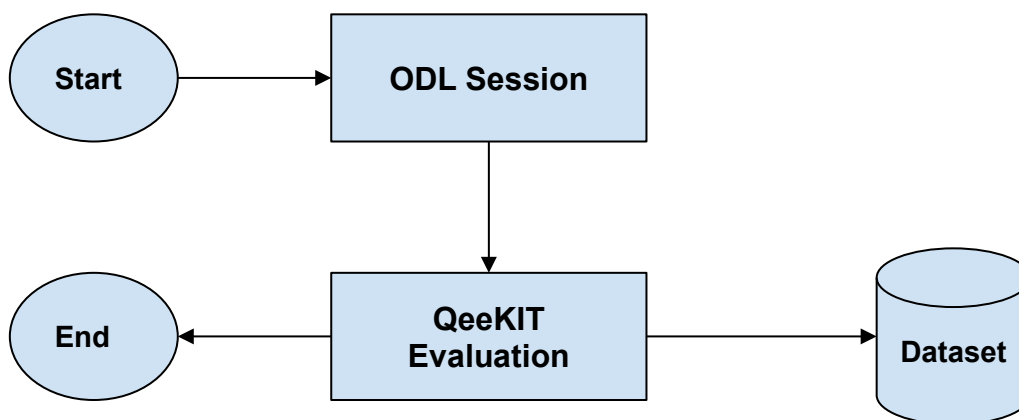 Start
ODL Session
End
QeeKIT
Evaluation
Dataset